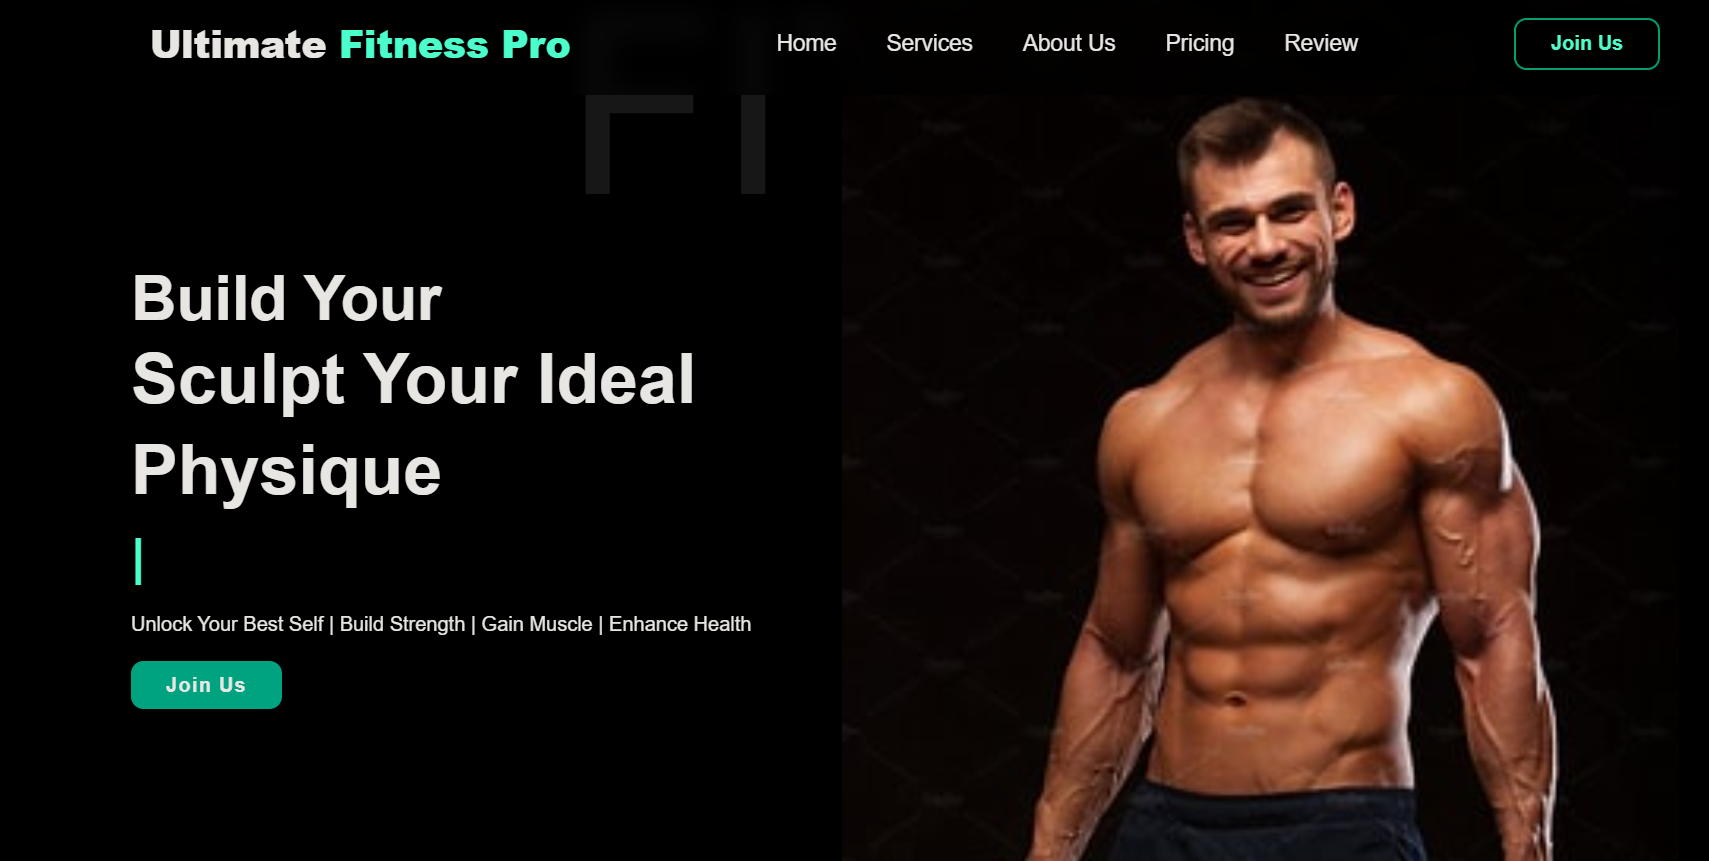 Ultimate Fitness Pro
Home Services About Us Pricing Review
Join Us
FI
Build Your
Sculpt Your Ideal
Physique
Unlock Your Best Self | Build Strength | Gain Muscle | Enhance Health
Join Us